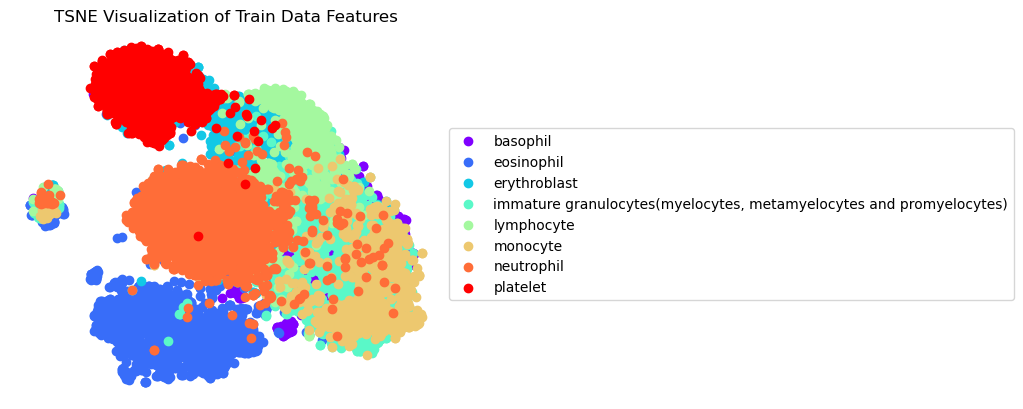 TSNE Visualization of Train Data Features
basophil
eosinophil
erythroblast
immature granulocytes(myelocytes, metamyelocytes and promyelocytes)
lymphocyte
monocyte
neutrophil
platelet